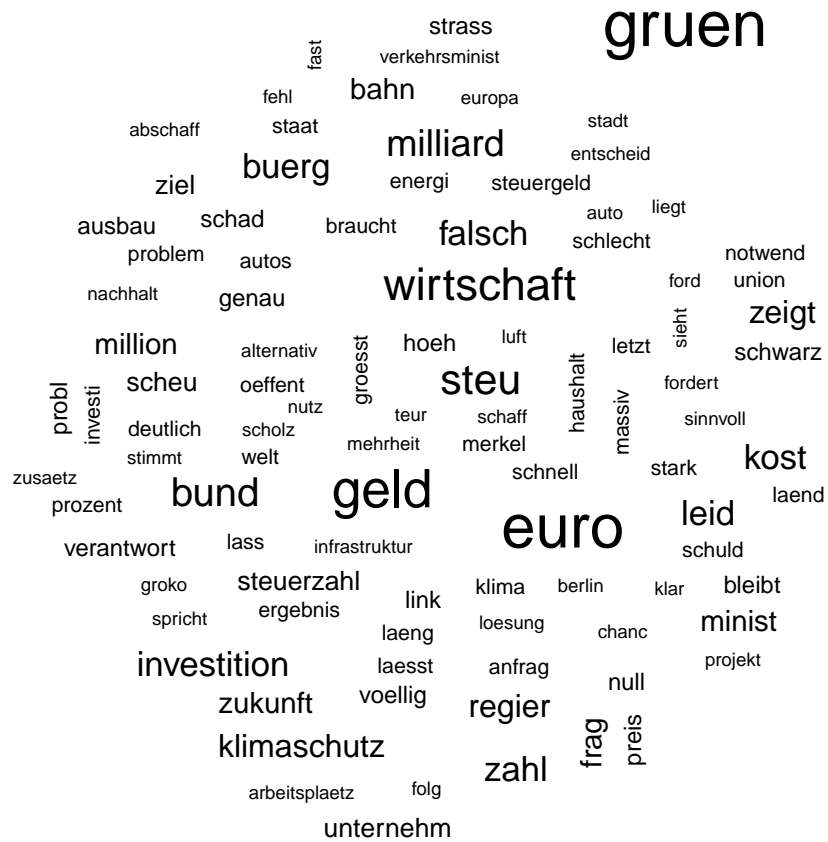 gruen
strass
fast
verkehrsminist
bahn
fehl
europa
abschaff
staat
stadt
milliard
buerg
entscheid
ziel
energi
steuergeld
ausbau
schad
braucht
falsch
auto
liegt
schlecht
problem
autos
notwend
wirtschaft
ford
union
nachhalt
genau
zeigt
million
alternativ
groesst
hoeh
luft
letzt
sieht
schwarz
probl
investi
scheu
oeffent
steu
haushalt
massiv
fordert
nutz
deutlich
scholz
teur
schaff
sinnvoll
stimmt
welt
mehrheit
merkel
zusaetz
schnell
stark
kost
prozent
bund
geld
laend
euro
leid
verantwort
lass
infrastruktur
schuld
groko
steuerzahl
klima
berlin
klar
bleibt
spricht
ergebnis
link
laeng
loesung
chanc
minist
investition
laesst
anfrag
projekt
zukunft
voellig
null
regier
klimaschutz
frag
preis
zahl
arbeitsplaetz
folg
unternehm